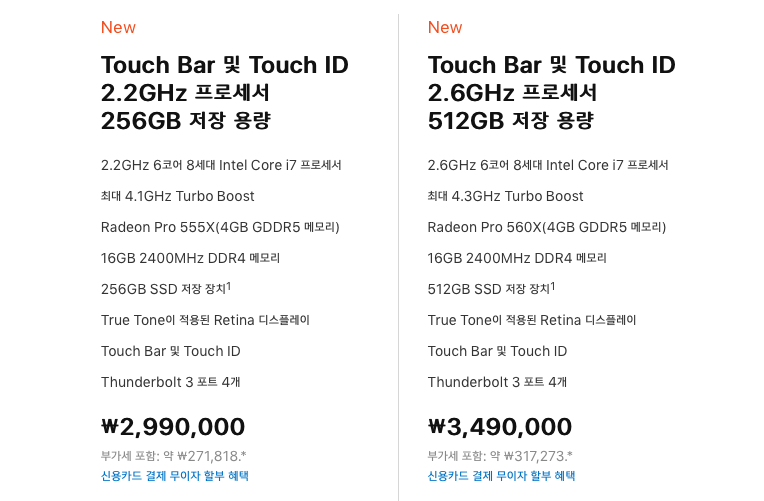 New
Touch Bar 및 Touch ID
2.2GHz 프로세서
256GB 저장 용량
2.2GHz 6코어 8세대 Intel Core i7 프로세서
최대 4.1GHz Turbo Boost
Radeon Pro 555X(4GB GDDR5 메모리)
16GB 2400MHz DDR4 메모리
256GB SSD 저장 장치1
True Tone이 적용된 Retina 디스플레이
Touch Bar 및 Touch ID
Thunderbolt 3 포트 4개
₩2,990,000
부가세 포함: 약 ₩271,818.*
신용카드 결제 무이자 할부 혜택
New
Touch Bar 및 Touch ID
2.6GHz 프로세서
512GB 저장 용량
2.6GHz 6코어 8세대 Intel Core i7 프로세서
최대 4.3GHz Turbo Boost
Radeon Pro 560X(4GB GDDR5 메모리)
16GB 2400MHz DDR4 메모리
512GB SSD 저장 장치1
True Tone이 적용된 Retina 디스플레이
Touch Bar 및 Touch ID
Thunderbolt 3 포트 4개
₩3,490,000
부가세 포함: 약 ₩317,273.*
신용카드 결제 무이자 할부 혜택